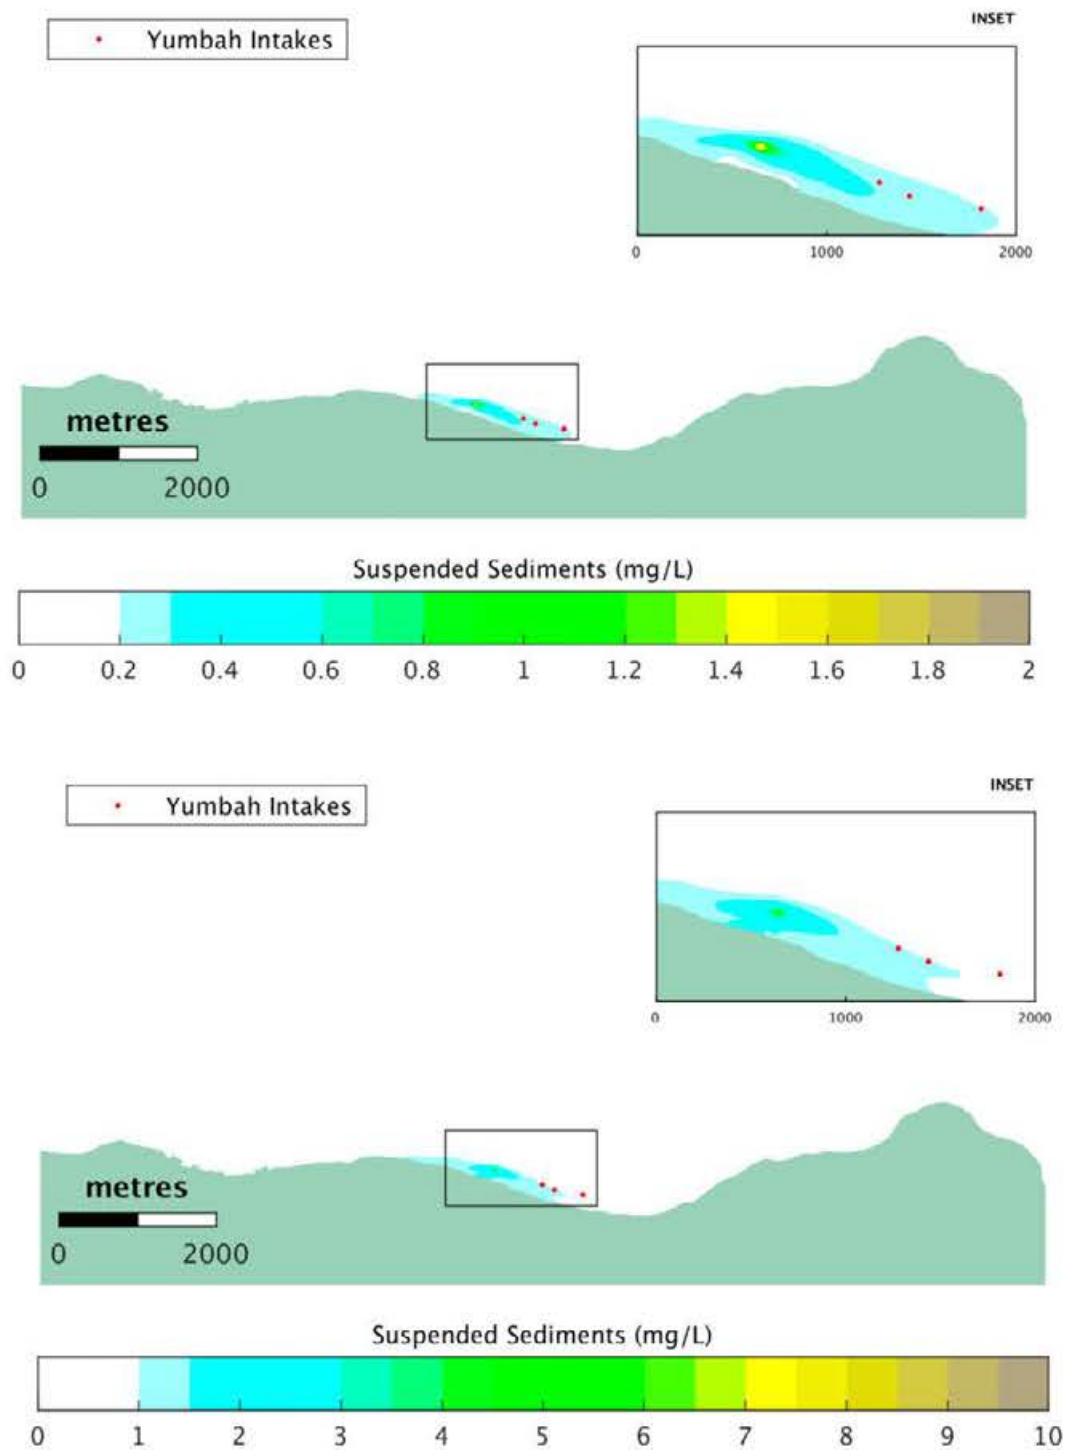 INSET
Yumbah Intakes
0 1000 2000
metres
0 2000
Suspended Sediments (mg/L)
0 0.2 0.4 0.6 0.8 1 1.2 1.4 1.6 1.8 2
INSET
Yumbah Intakes
0 1000 2000
metres
0 2000
Suspended Sediments (mg/L)
0 1 2 3 4 5 6 7 8 9 10